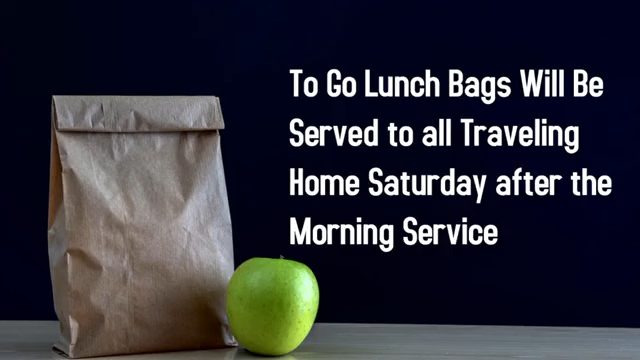 To Go Lunch Bags Will Be
Served to all Traveling
Home Saturday after the
Morning Service